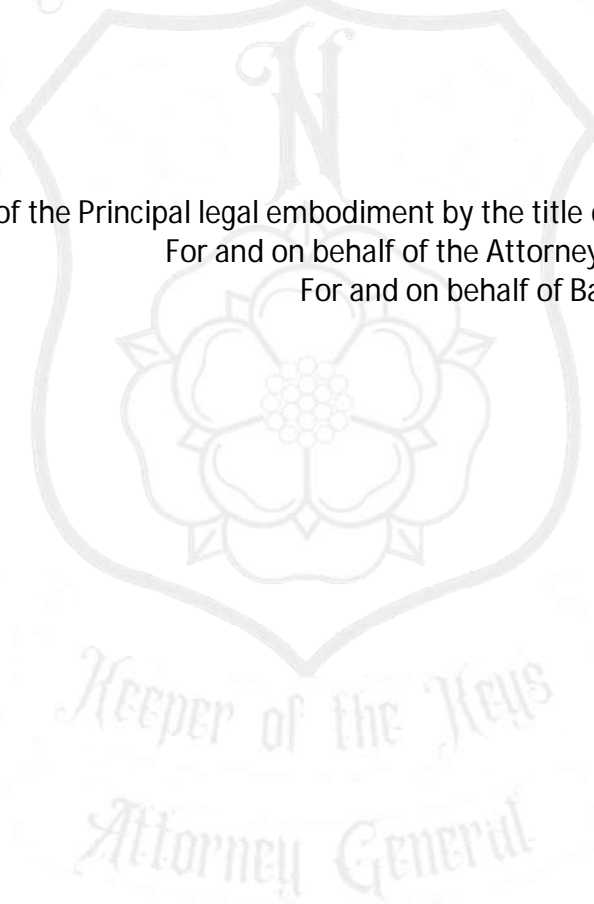 N
of the Principal legal embodiment by the title
For and on behalf of the Attorney
For and on behalf of Ba
Keeper of the Keys
Attorney General